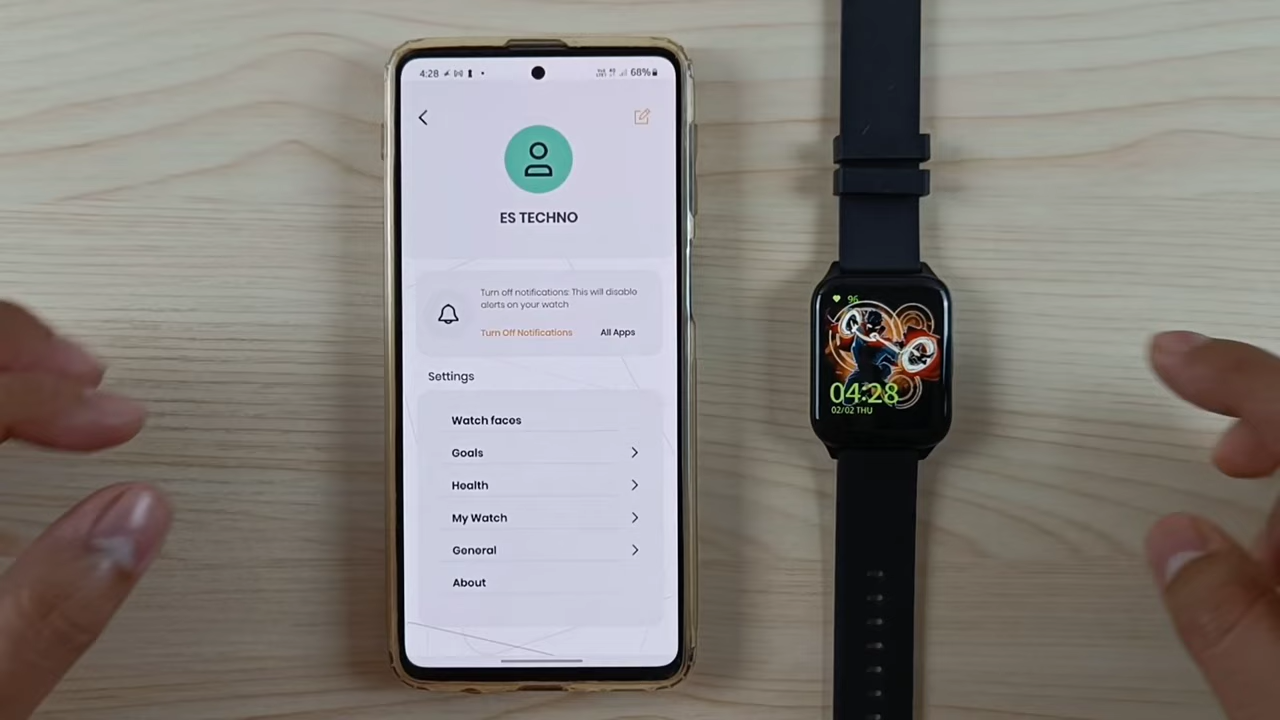 4:28
68%
ES TECHNO
Turn off notifications: This will disable
alerts on your watch
Turn Off Notifications All Apps
Settings
Watch faces
Goals
Health
My Watch
General
About
96
04:28
02/02 THU